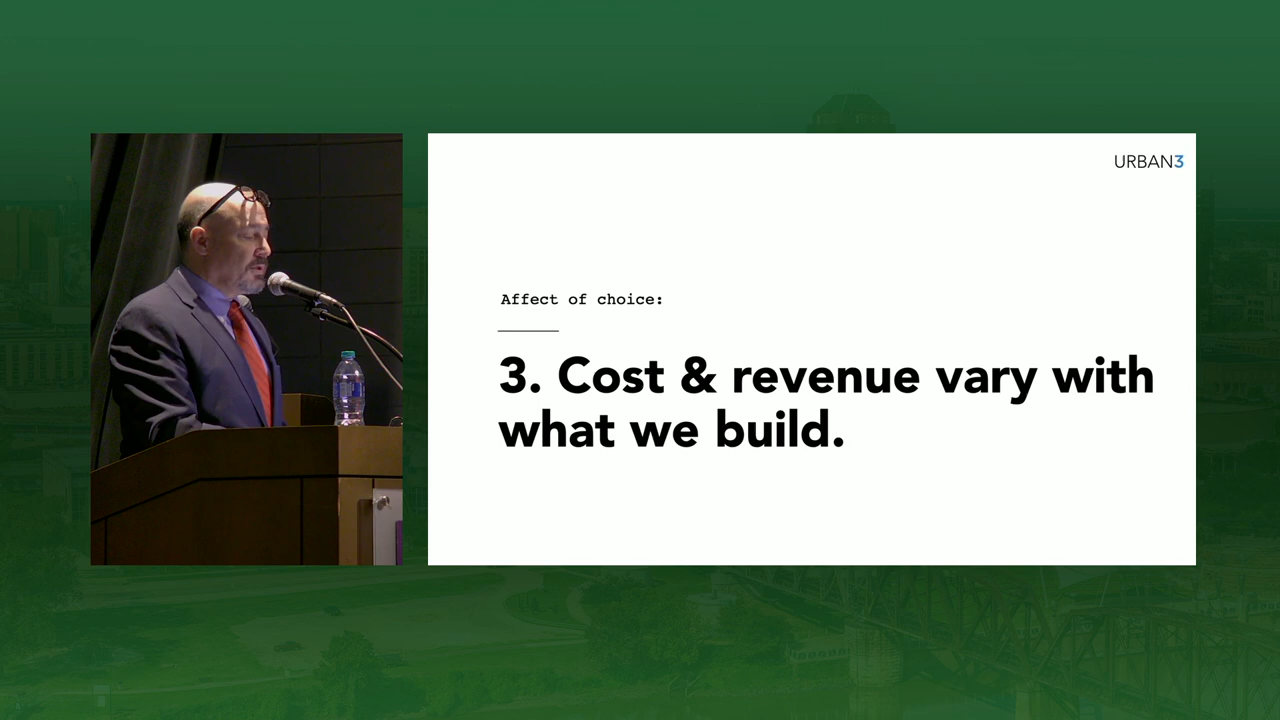 URBAN3
Affect of choice:
3. Cost & revenue vary with
what we build.